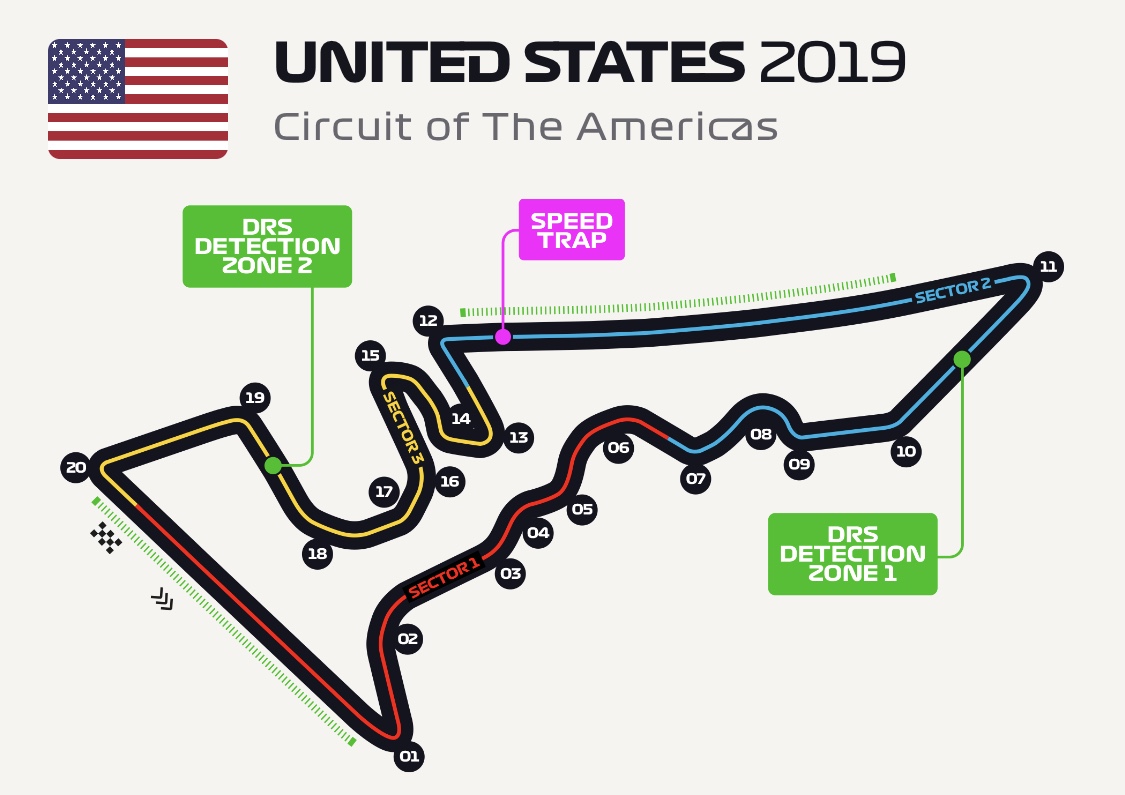 UNITED STATES 2019
Circuit of The Americas
DRS
DETECTION
ZONE 2
SPEED
TRAP
11
SECTOR 2
12
15
19
14
13
SECTOR 3
06
08
07
09
10
20
17
16
18
05
04
03
SECTOR 1
DRS
DETECTION
ZONE 1
02
01